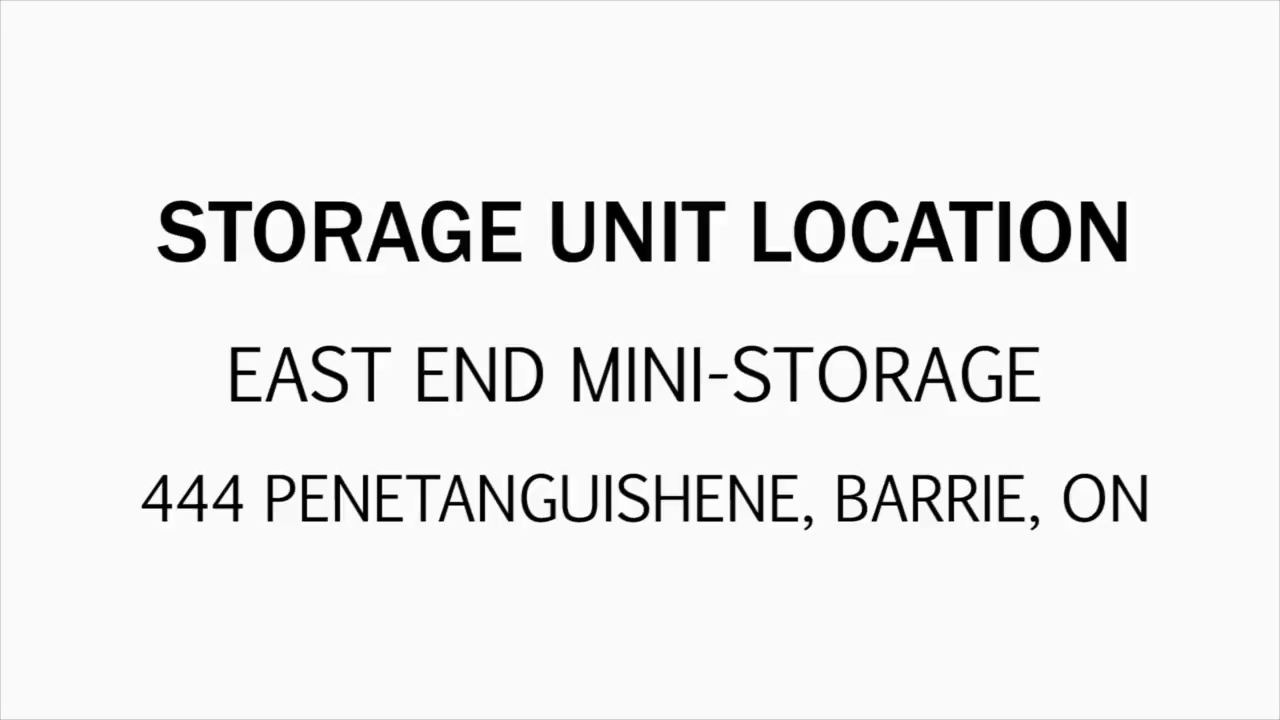 STORAGE UNIT LOCATION
EAST END MINI-STORAGE
444 PENETANGUISHENE, BARRIE, ON